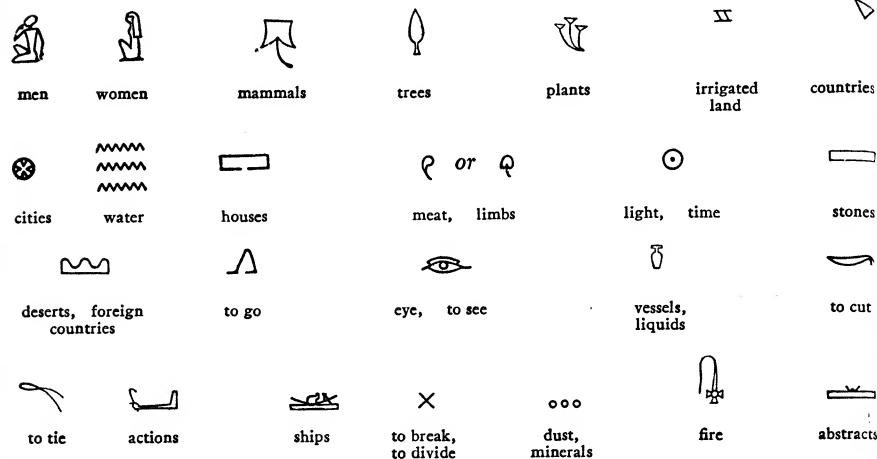 men women mammals trees plants irrigated countries
land
or
cities water houses meat, limbs light, time stones
deserts, foreign to go eye, to see vessels, to cut
countries liquids
to tie actions ships to break, dust, fire abstracts
to divide minerals